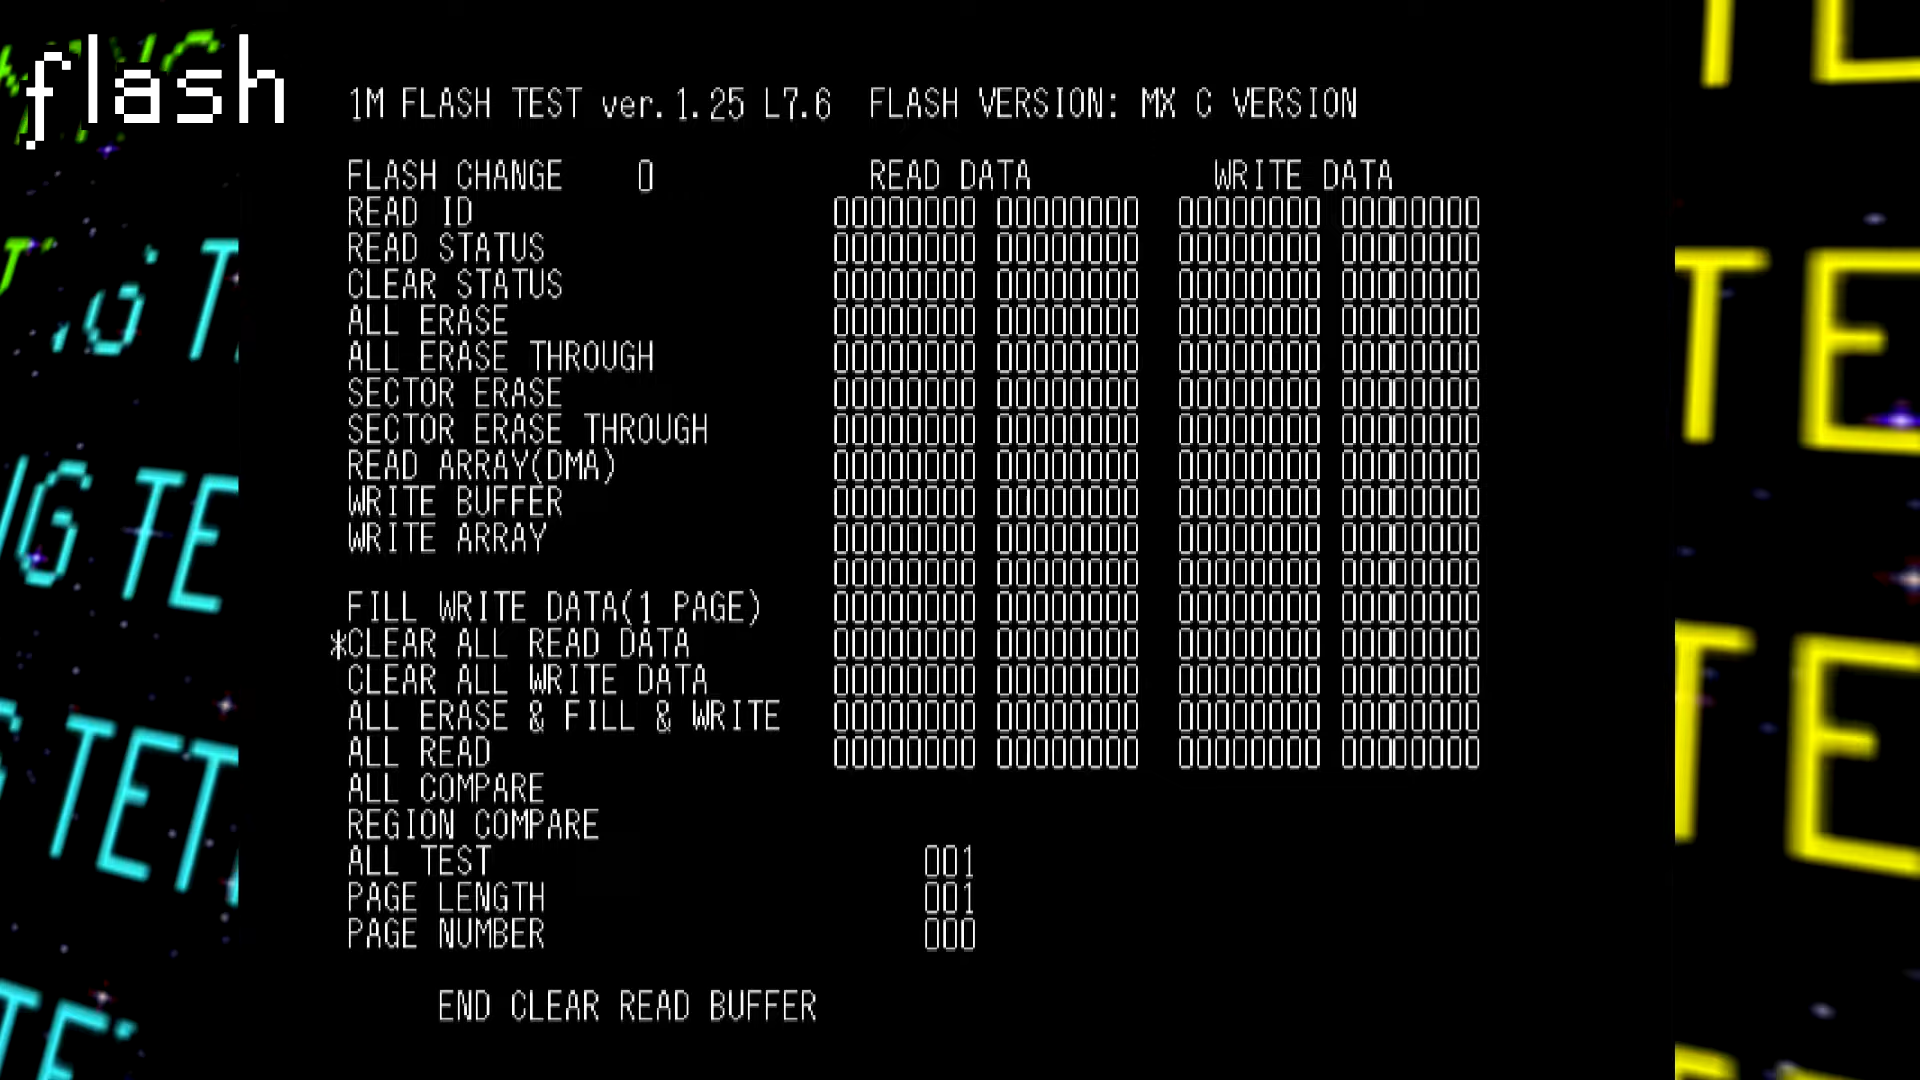 flash
1M FLASH TEST ver.1.25 L7.6 FLASH VERSION: MX C VERSION
FLASH CHANGE 0 READ DATA WRITE DATA
READ ID 00000000 00000000 00000000 00000000
READ STATUS 00000000 00000000 00000000 00000000
CLEAR STATUS 00000000 00000000 00000000 00000000
ALL ERASE 00000000 00000000 00000000 00000000
ALL ERASE THROUGH 00000000 00000000 00000000 00000000
SECTOR ERASE 00000000 00000000 00000000 00000000
SECTOR ERASE THROUGH 00000000 00000000 00000000 00000000
READ ARRAY(DMA) 00000000 00000000 00000000 00000000
WRITE BUFFER 00000000 00000000 00000000 00000000
WRITE ARRAY 00000000 00000000 00000000 00000000
00000000 00000000 00000000 00000000
FILL WRITE DATA(1 PAGE) 00000000 00000000 00000000 00000000
*CLEAR ALL READ DATA 00000000 00000000 00000000 00000000
CLEAR ALL WRITE DATA 00000000 00000000 00000000 00000000
ALL ERASE & FILL & WRITE 00000000 00000000 00000000 00000000
ALL READ 00000000 00000000 00000000 00000000
ALL COMPARE
REGION COMPARE
ALL TEST 001
PAGE LENGTH 001
PAGE NUMBER 000
END CLEAR READ BUFFER